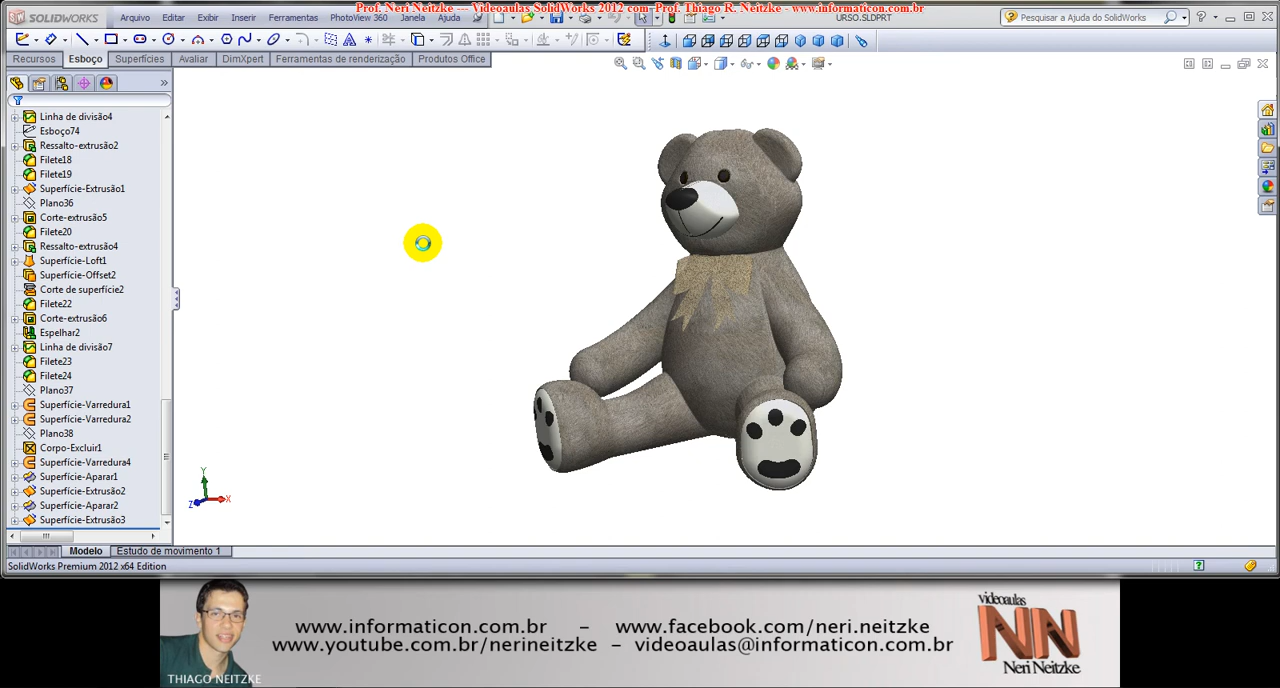 Prof. Neri Neitzke --- Videoaulas SolidWorks 2012 com Prof. Thiago R. Neitzke - www.informaticon.com.br
SOLIDWORKS Arquivo Editar Exibir Inserir Ferramentas PhotoView 360 Janela Ajuda URSO.SLDPRT Pesquisar a Ajuda do SolidWorks
Recursos Esboço Superfícies Avaliar DimXpert Ferramentas de renderização Produtos Office
Linha de divisão4
Esboço74
Ressalto-extrusão2
Filete18
Filete19
Superfície-Extrusão1
Plano36
Corte-extrusão5
Filete20
Ressalto-extrusão4
Superfície-Loft1
Superfície-Offset2
Corte de superfície2
Filete22
Corte-extrusão6
Espelhar2
Linha de divisão7
Filete23
Filete24
Plano37
Superfície-Varredura1
Superfície-Varredura2
Plano38
Corpo-Excluir1
Superfície-Varredura4
Superfície-Aparar1
Superfície-Extrusão2
Superfície-Aparar2
Superfície-Extrusão3
Y
Z X
Modelo Estudo de movimento 1
SolidWorks Premium 2012 x64 Edition
www.informaticon.com.br - www.facebook.com/neri.neitzke
www.youtube.com.br/nerineitzke - videoaulas@informaticon.com.br
THIAGO NEITZKE
videoaulas
NN
Neri Neitzke